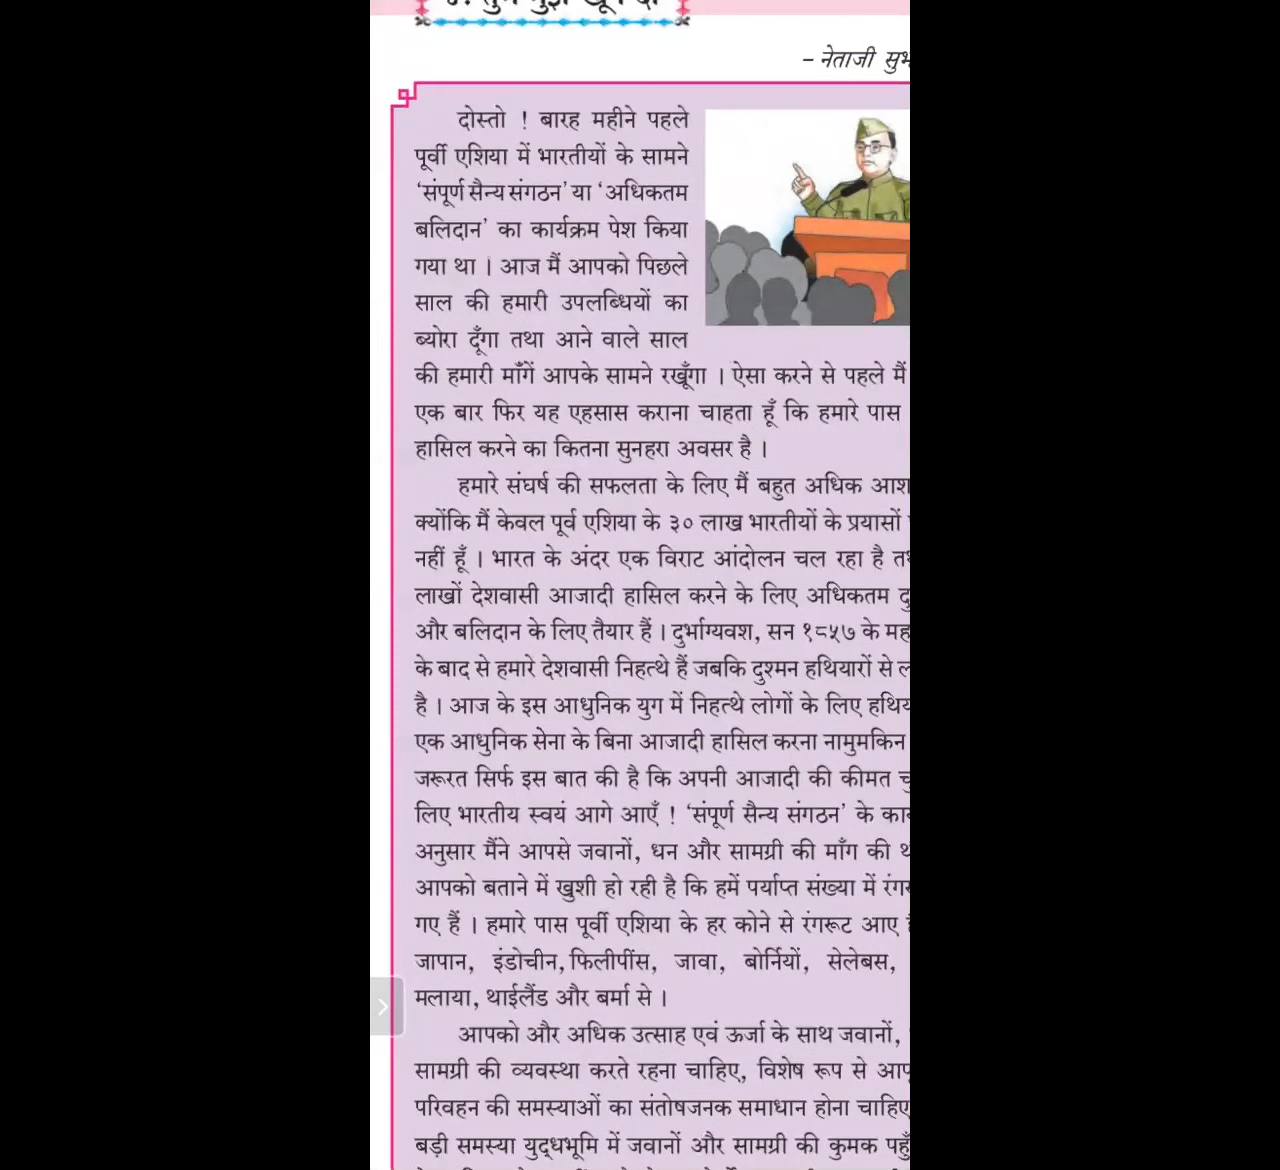 – नेताजी
दोस्तो ! बारह महीने पहले
पूर्वी एशिया में भारतीयों के सामने
‘संपूर्ण सैन्य संगठन’ या ‘अधिकतम
बलिदान’ का कार्यक्रम पेश किया
गया था । आज मैं आपको पिछले
साल की हमारी उपलब्धियों का
ब्योरा दूँगा तथा आने वाले साल
की हमारी माँगें आपके सामने रखूँगा । ऐसा करने से पहले मैं
एक बार फिर यह एहसास कराना चाहता हूँ कि हमारे पास
हासिल करने का कितना सुनहरा अवसर है ।
हमारे संघर्ष की सफलता के लिए मैं बहुत अधिक
क्योंकि मैं केवल पूर्व एशिया के ३० लाख भारतीयों के प्रयासों
नहीं हूँ । भारत के अंदर एक विराट आंदोलन चल रहा है
लाखों देशवासी आजादी हासिल करने के लिए अधिकतम
और बलिदान के लिए तैयार हैं । दुर्भाग्यवश, सन १८५७ के
के बाद से हमारे देशवासी निहत्थे हैं जबकि दुश्मन हथियारों से
है । आज के इस आधुनिक युग में निहत्थे लोगों के लिए
एक आधुनिक सेना के बिना आजादी हासिल करना नामुमकिन
जरूरत सिर्फ इस बात की है कि अपनी आजादी की कीमत
लिए भारतीय स्वयं आगे आएँ ! ‘संपूर्ण सैन्य संगठन’ के
अनुसार मैंने आपसे जवानों, धन और सामग्री की माँग की
आपको बताने में खुशी हो रही है कि हमें पर्याप्त संख्या में
गए हैं । हमारे पास पूर्वी एशिया के हर कोने से रंगरूट आए
जापान, इंडोचीन, फिलीपींस, जावा, बोर्नियों, सेलेबस,
मलाया, थाईलैंड और बर्मा से ।
आपको और अधिक उत्साह एवं ऊर्जा के साथ जवानों,
सामग्री की व्यवस्था करते रहना चाहिए, विशेष रूप से
परिवहन की समस्याओं का संतोषजनक समाधान होना चाहिए
बड़ी समस्या युद्धभूमि में जवानों और सामग्री की कुमक